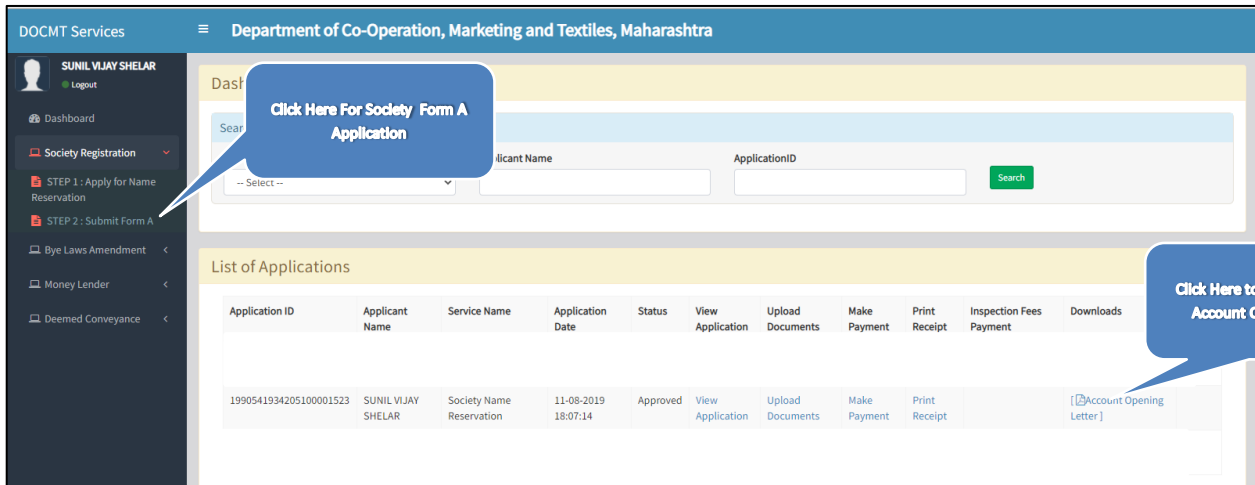 DOCMT Services
☰ Department of Co-Operation, Marketing and Textiles, Maharashtra
SUNIL VIJAY SHELAR
Logout
Dashboard
Society Registration
STEP 1 : Apply for Name
Reservation
STEP 2 : Submit Form A
Bye Laws Amendment <
Money Lender <
Deemed Conveyance <
Click Here For Society Form A
Application
ApplicationID
-- Select --
Search
List of Applications
Click Here to
Account
Application ID
Applicant
Name
Service Name
Application
Date
Status
View
Application
Upload
Documents
Make
Payment
Print
Receipt
Inspection Fees
Payment
Downloads
1990541934205100001523
SUNIL VIJAY
SHELAR
Society Name
Reservation
11-08-2019
18:07:14
Approved
View
Application
Upload
Documents
Make
Payment
Print
Receipt
[ Account Opening
Letter ]